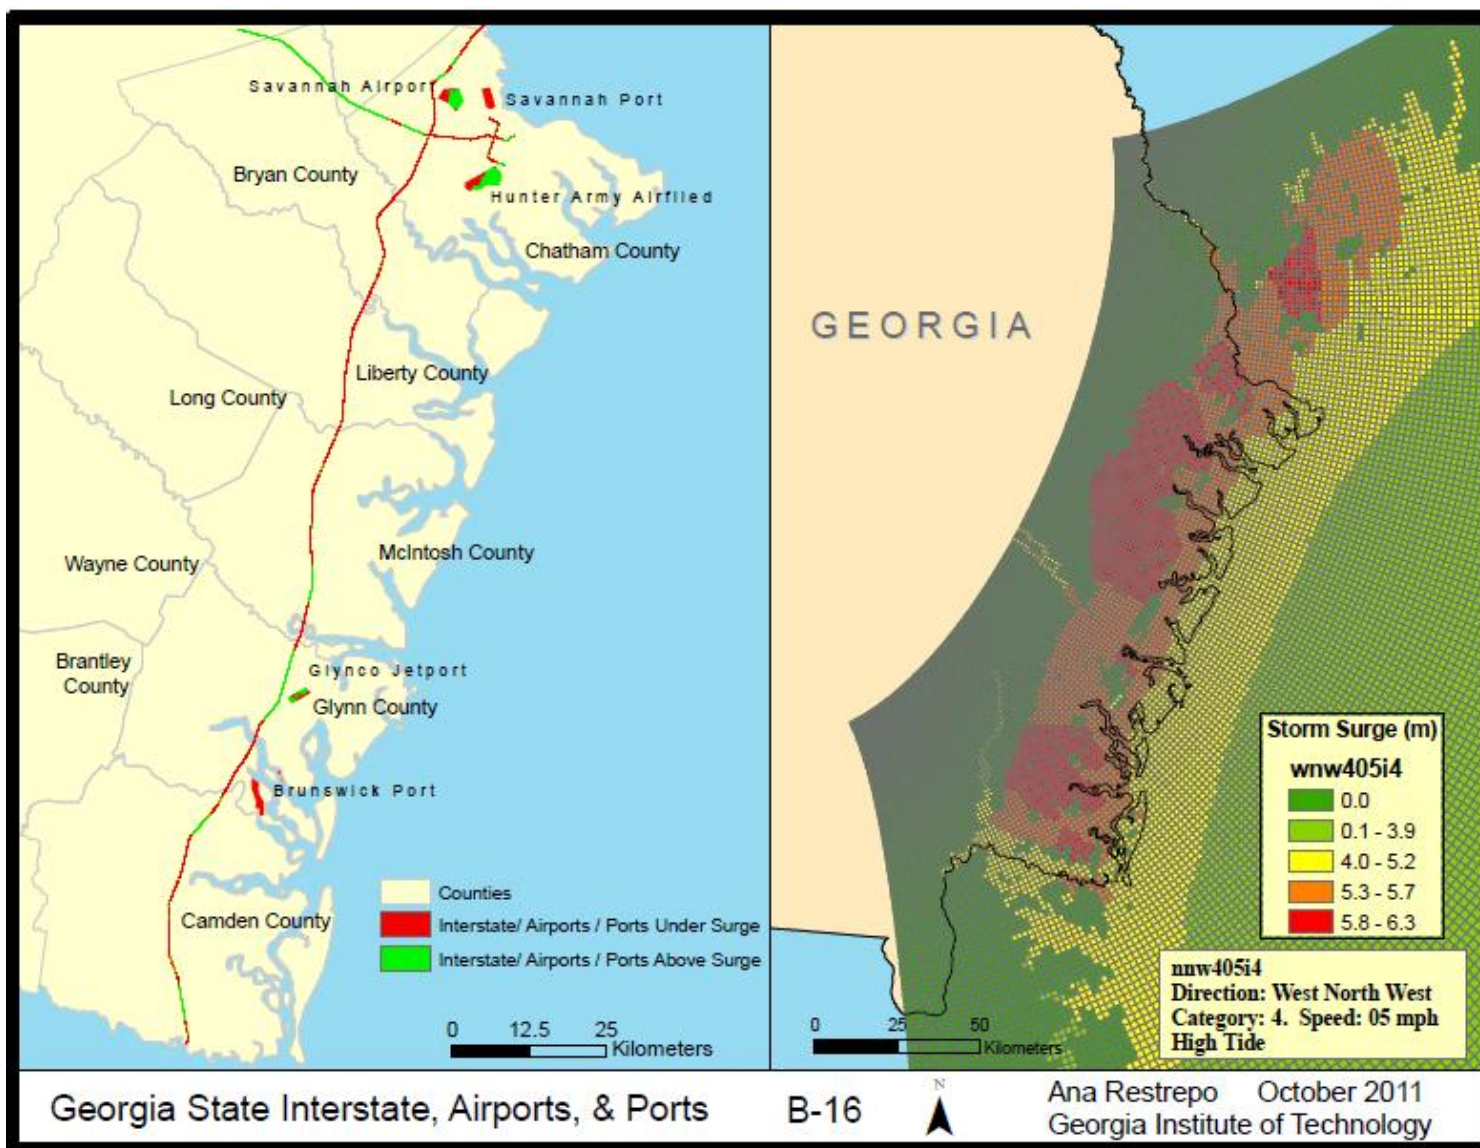 Savannah Airport
Savannah Port
Bryan County
Hunter Army Airflied
Chatham County
Liberty County
Long County
McIntosh County
Wayne County
Brantley
County
Glynco Jetport
Glynn County
Brunswick Port
Camden County
Counties
Interstate/ Airports / Ports Under Surge
Interstate/ Airports / Ports Above Surge
0 12.5 25
Kilometers
GEORGIA
Storm Surge (m)
wnw405i4
0.0
0.1 - 3.9
4.0 - 5.2
5.3 - 5.7
5.8 - 6.3
nnw405i4
Direction: West North West
Category: 4. Speed: 05 mph
High Tide
0 25 50
Kilometers
Georgia State Interstate, Airports, & Ports
B-16
N
Ana Restrepo October 2011
Georgia Institute of Technology